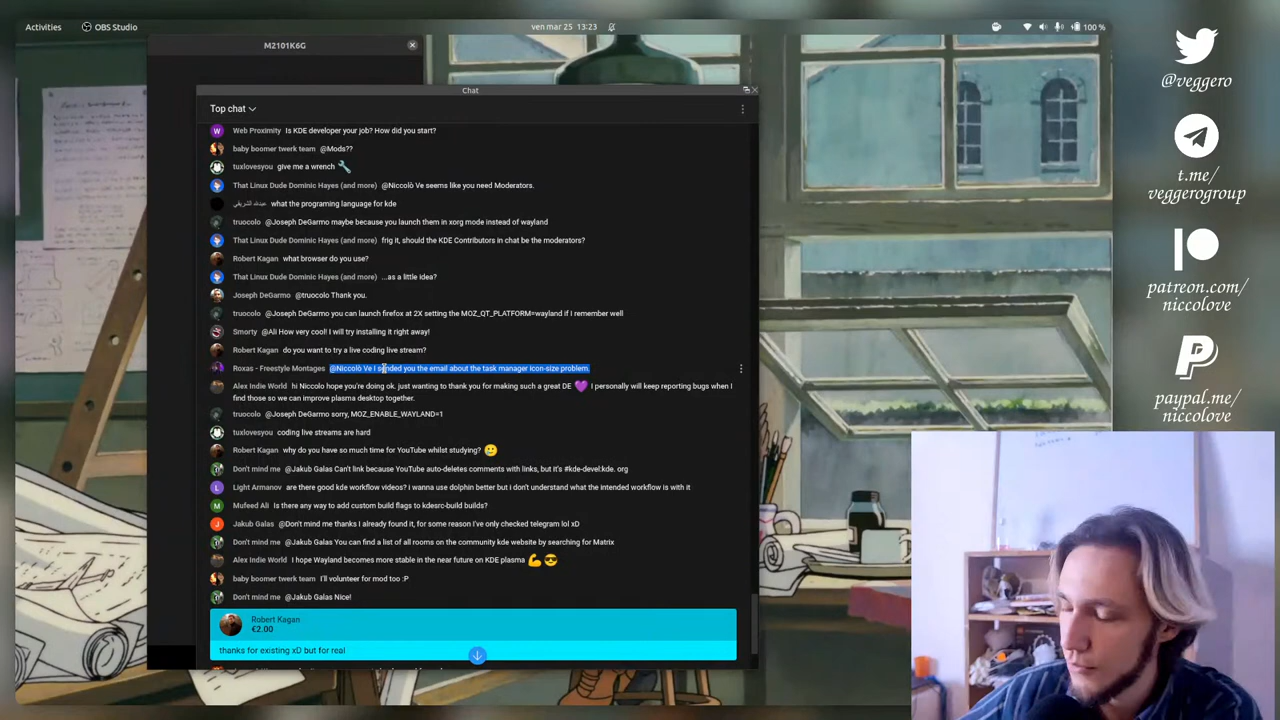 Activities OBS Studio ven mar 25 13:23 100 %
M2101K6G
Chat
Top chat
Web Proximity Is KDE developer your job? How did you start?
baby boomer twerk team @Mods??
tuxlovesyou give me a wrench 🔧
That Linux Dude Dominic Hayes (and more) @Niccolò Ve seems like you need Moderators.
what the programing language for kde
truocolo @Joseph DeGarmo maybe because you launch them in xorg mode instead of wayland
That Linux Dude Dominic Hayes (and more) frig it, should the KDE Contributors in chat be the moderators?
Robert Kagan what browser do you use?
That Linux Dude Dominic Hayes (and more) ...as a little idea?
Joseph DeGarmo @truocolo Thank you.
truocolo @Joseph DeGarmo you can launch firefox at 2X setting the MOZ_QT_PLATFORM=wayland if I remember well
Smorty @Ali How very cool! I will try installing it right away!
Robert Kagan do you want to try a live coding live stream?
Roxas - Freestyle Montages @Niccolò Ve I sended you the email about the task manager icon-size problem.
Alex Indie World hi Niccolo hope you're doing ok. just wanting to thank you for making such a great DE 💜 I personally will keep reporting bugs when I
find those so we can improve plasma desktop together.
truocolo @Joseph DeGarmo sorry, MOZ_ENABLE_WAYLAND=1
tuxlovesyou coding live streams are hard
Robert Kagan why do you have so much time for YouTube whilst studying? 🙂
Don't mind me @Jakub Galas Can't link because YouTube auto-deletes comments with links, but it's #kde-devel:kde. org
Light Armanov are there good kde workflow videos? i wanna use dolphin better but i don't understand what the intended workflow is with it
Mufeed Ali Is there any way to add custom build flags to kdesrc-build builds?
Jakub Galas @Don't mind me thanks I already found it, for some reason I've only checked telegram lol xD
Don't mind me @Jakub Galas You can find a list of all rooms on the community kde website by searching for Matrix
Alex Indie World I hope Wayland becomes more stable in the near future on KDE plasma 💪 😎
baby boomer twerk team I'll volunteer for mod too :P
Don't mind me @Jakub Galas Nice!
Robert Kagan
€2.00
thanks for existing xD but for real
@veggero
t.me/
veggerogroup
patreon.com/
niccolove
paypal.me/
niccolove